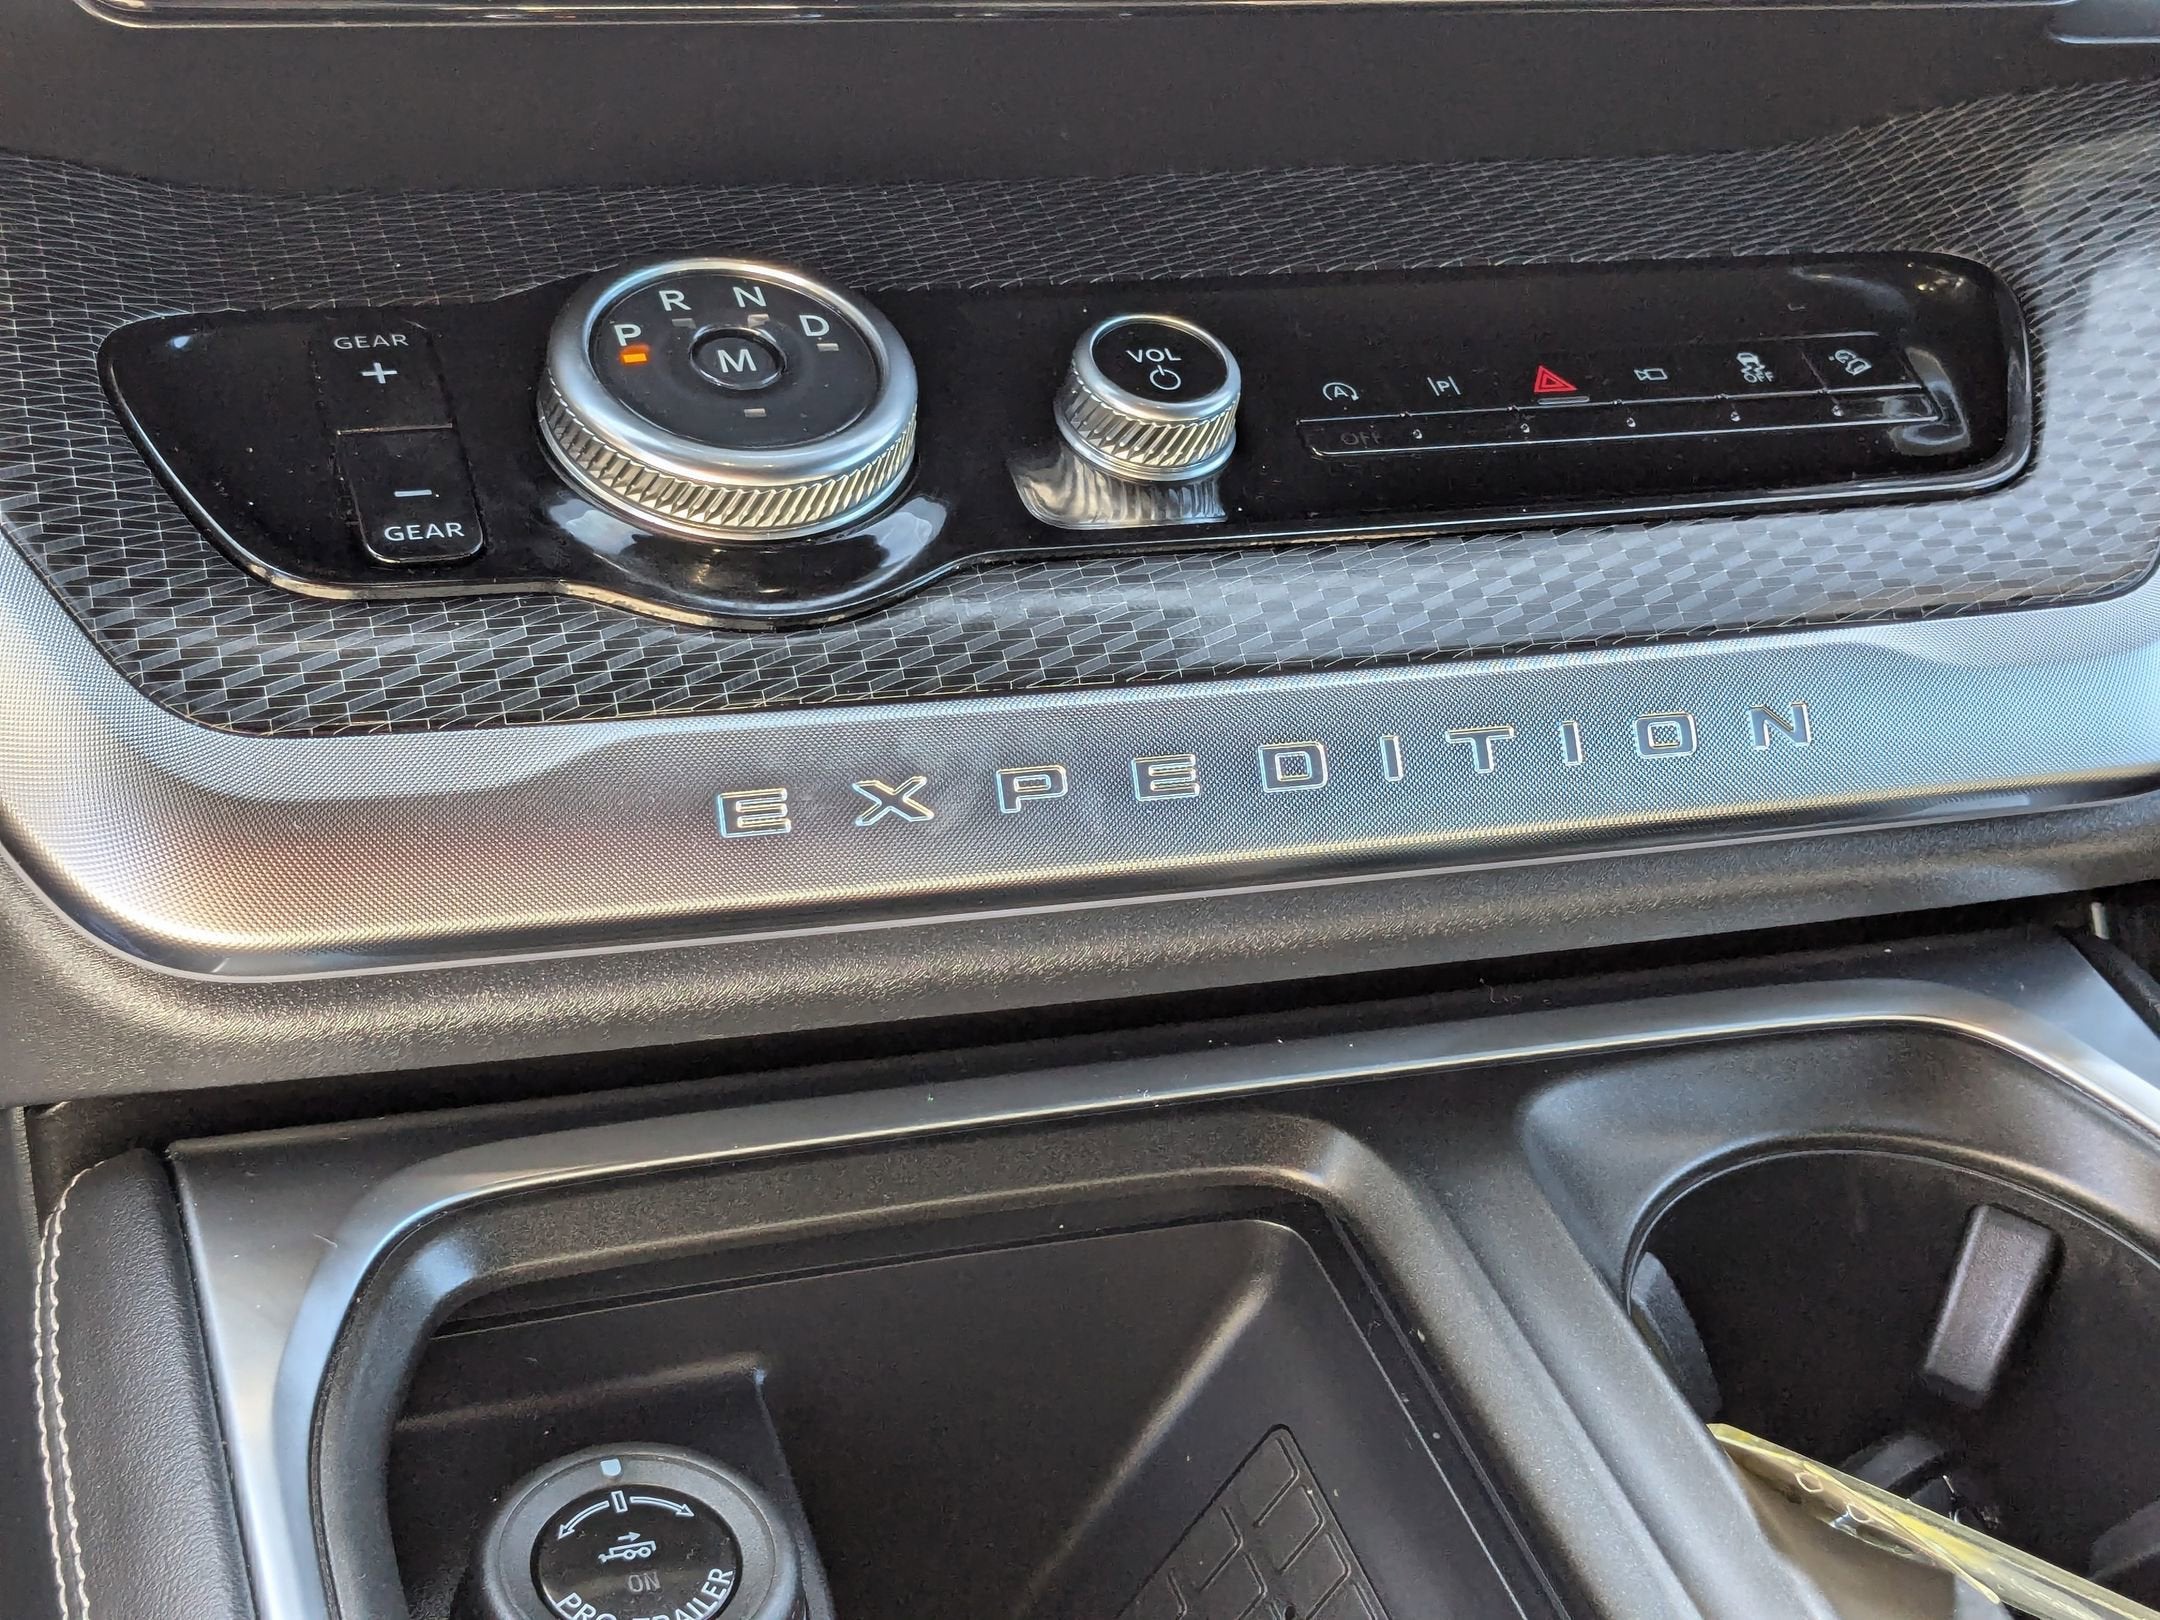 GEAR
+
−
GEAR
P R N D
M
VOL
A
P
OFF
OFF
EXPEDITION
ON
PRO TRAILER